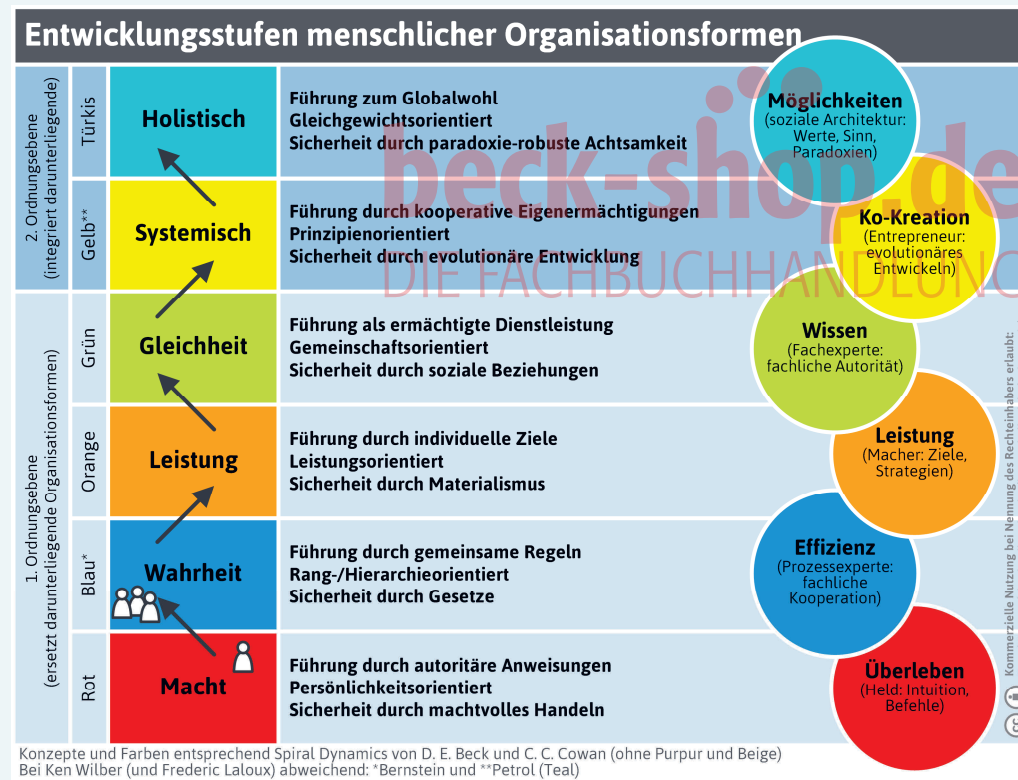 Entwicklungsstufen menschlicher Organisationsformen
2. Ordnungsebene
(integriert darunterliegende)
Türkis
Holistisch
Führung zum Globalwohl
Gleichgewichtsorientiert
Sicherheit durch paradoxie-robuste Achtsamkeit
Möglichkeiten
(soziale Architektur:
Werte, Sinn,
Paradoxien)
beck-shop.de
DIE FACHBUCHHANDLUNG
Gelb**
Systemisch
Führung durch kooperative Eigenermächtigungen
Prinzipienorientiert
Sicherheit durch evolutionäre Entwicklung
Ko-Kreation
(Entrepreneur:
evolutionäres
Entwickeln)
1. Ordnungsebene
(ersetzt darunterliegende Organisationsformen)
Grün
Gleichheit
Führung als ermächtigte Dienstleistung
Gemeinschaftsorientiert
Sicherheit durch soziale Beziehungen
Wissen
(Fachexperte:
fachliche Autorität)
Orange
Leistung
Führung durch individuelle Ziele
Leistungsorientiert
Sicherheit durch Materialismus
Leistung
(Macher: Ziele,
Strategien)
Blau*
Wahrheit
Führung durch gemeinsame Regeln
Rang-/Hierarchieorientiert
Sicherheit durch Gesetze
Effizienz
(Prozessexperte:
fachliche
Kooperation)
Rot
Macht
Führung durch autoritäre Anweisungen
Persönlichkeitsorientiert
Sicherheit durch machtvolles Handeln
Überleben
(Held: Intuition,
Befehle)
Kommerzielle Nutzung bei Nennung des Rechteinhabers erlaubt:
cc
Konzepte und Farben entsprechend Spiral Dynamics von D. E. Beck und C. C. Cowan (ohne Purpur und Beige)
Bei Ken Wilber (und Frederic Laloux) abweichend: *Bernstein und **Petrol (Teal)